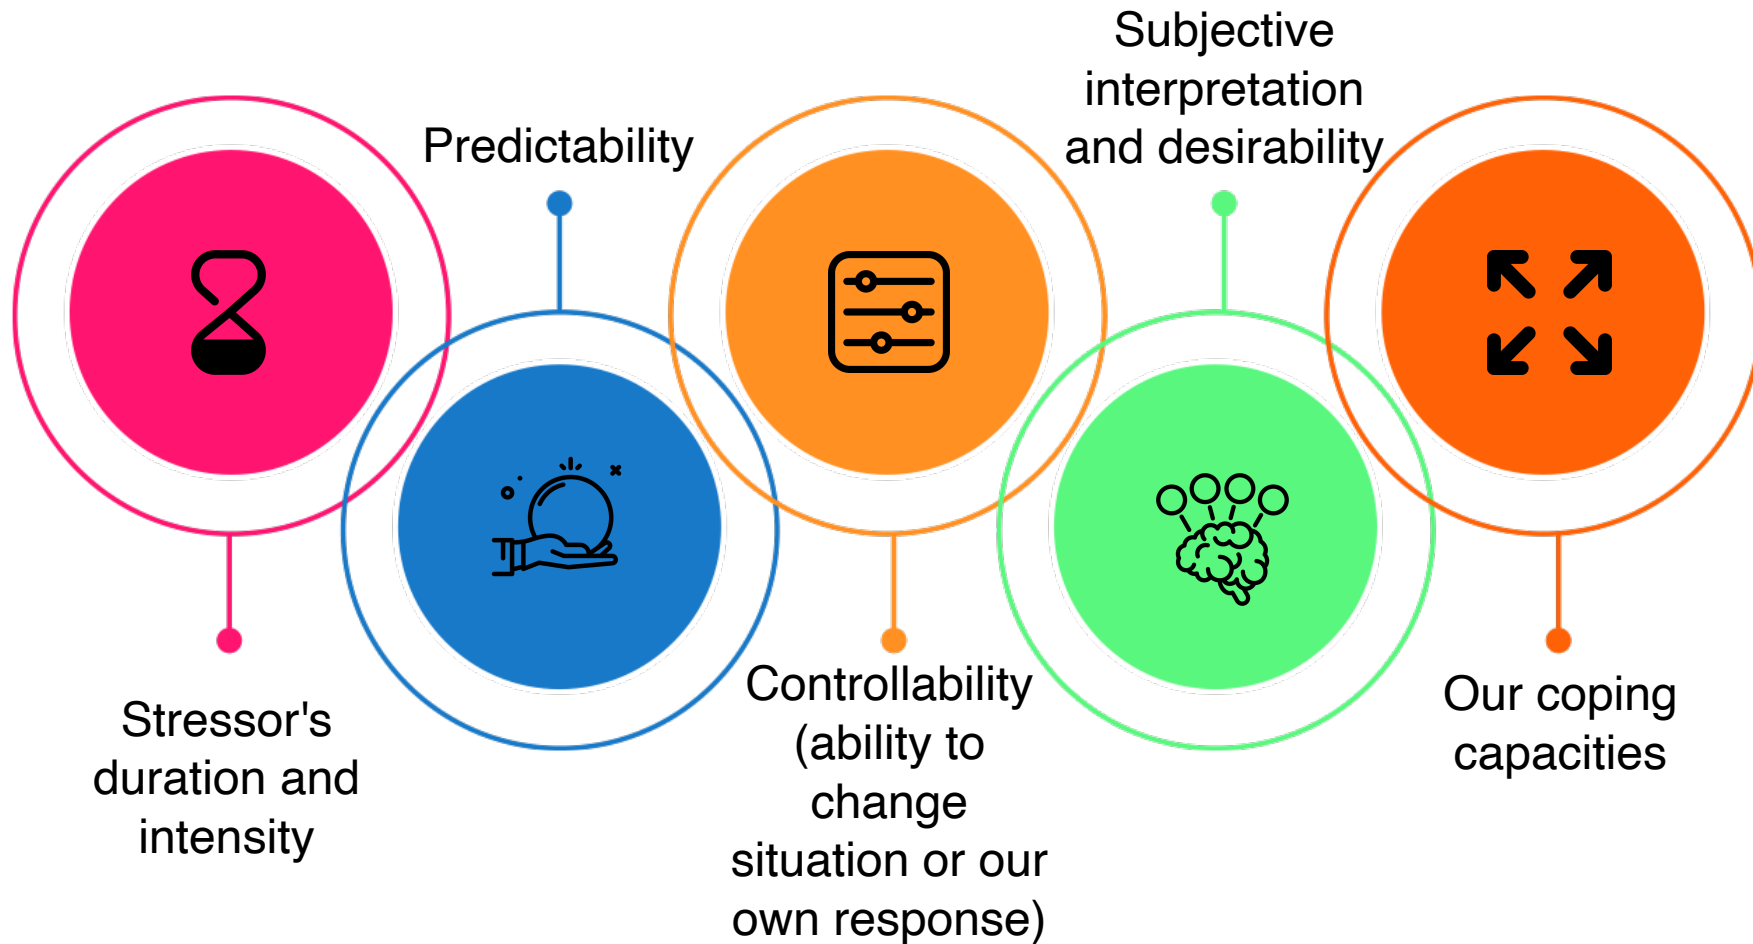 Stressor's
duration and
intensity
Predictability
Controllability
(ability to
change
situation or our
own response)
Subjective
interpretation
and desirability
Our coping
capacities